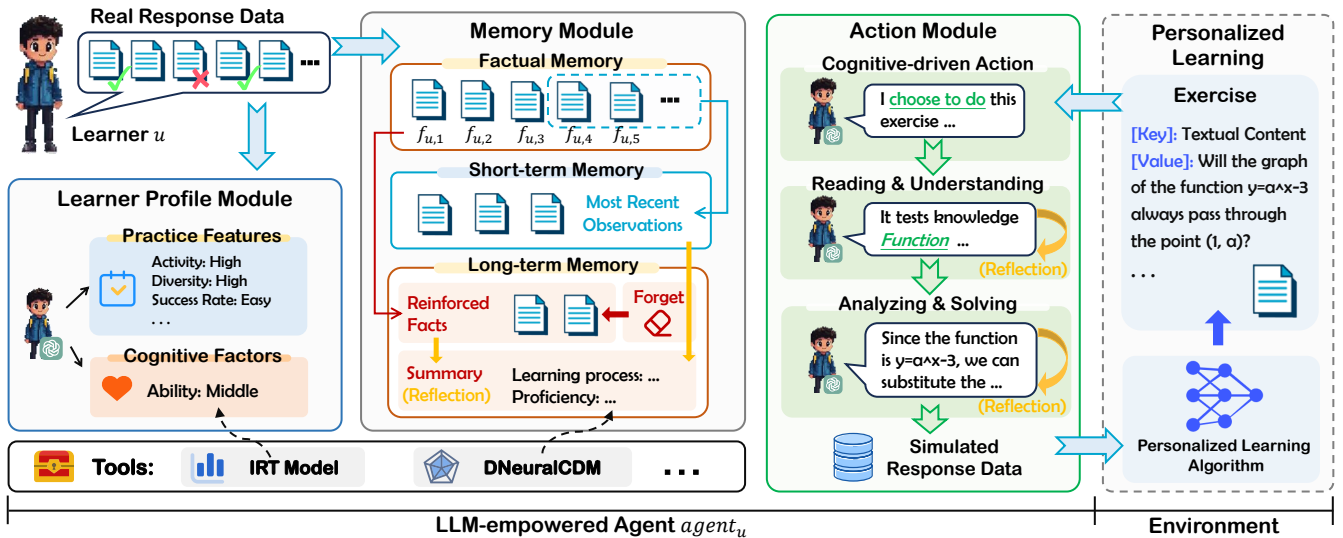 Real Response Data
...
Learner u
Learner Profile Module
Practice Features
Activity: High
Diversity: High
Success Rate: Easy
. . .
Cognitive Factors
Ability: Middle
Memory Module
Factual Memory
...
f_{u,1} f_{u,2} f_{u,3} f_{u,4} f_{u,5}
Short-term Memory
Most Recent
Observations
Long-term Memory
Reinforced
Facts
Forget
Summary
(Reflection)
Learning process: ...
Proficiency: ...
Tools:
IRT Model
DNeuralCDM
...
Action Module
Cognitive-driven Action
I choose to do this
exercise ...
Reading & Understanding
It tests knowledge
Function ...
(Reflection)
Analyzing & Solving
Since the function
is y=a^x-3, we can
substitute the ...
(Reflection)
Simulated
Response Data
Personalized
Learning
Exercise
[Key]: Textual Content
[Value]: Will the graph
of the function y=a^x-3
always pass through
the point (1, a)?
. . .
Personalized Learning
Algorithm
LLM-empowered Agent agent_u
Environment